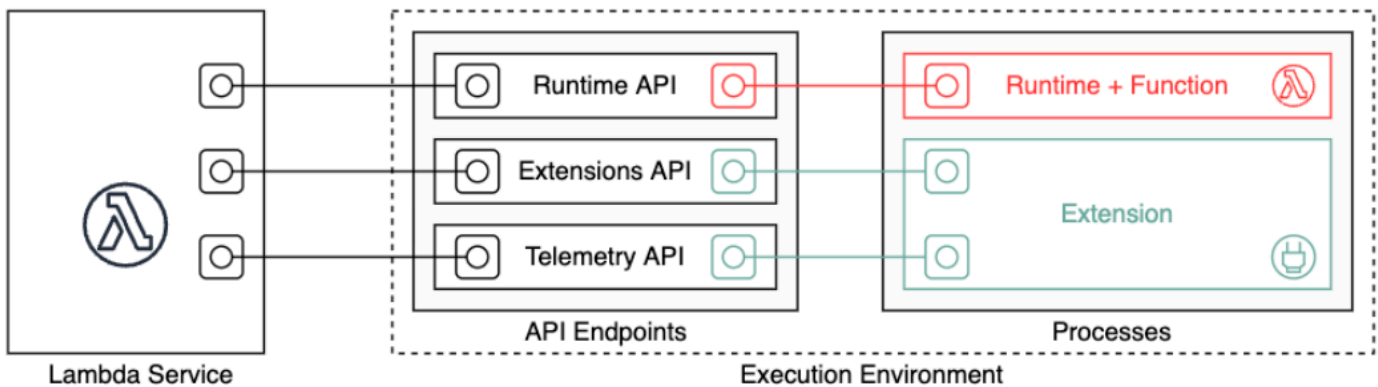 Runtime API
Runtime + Function
Extensions API
Extension
Telemetry API
API Endpoints
Processes
Lambda Service
Execution Environment